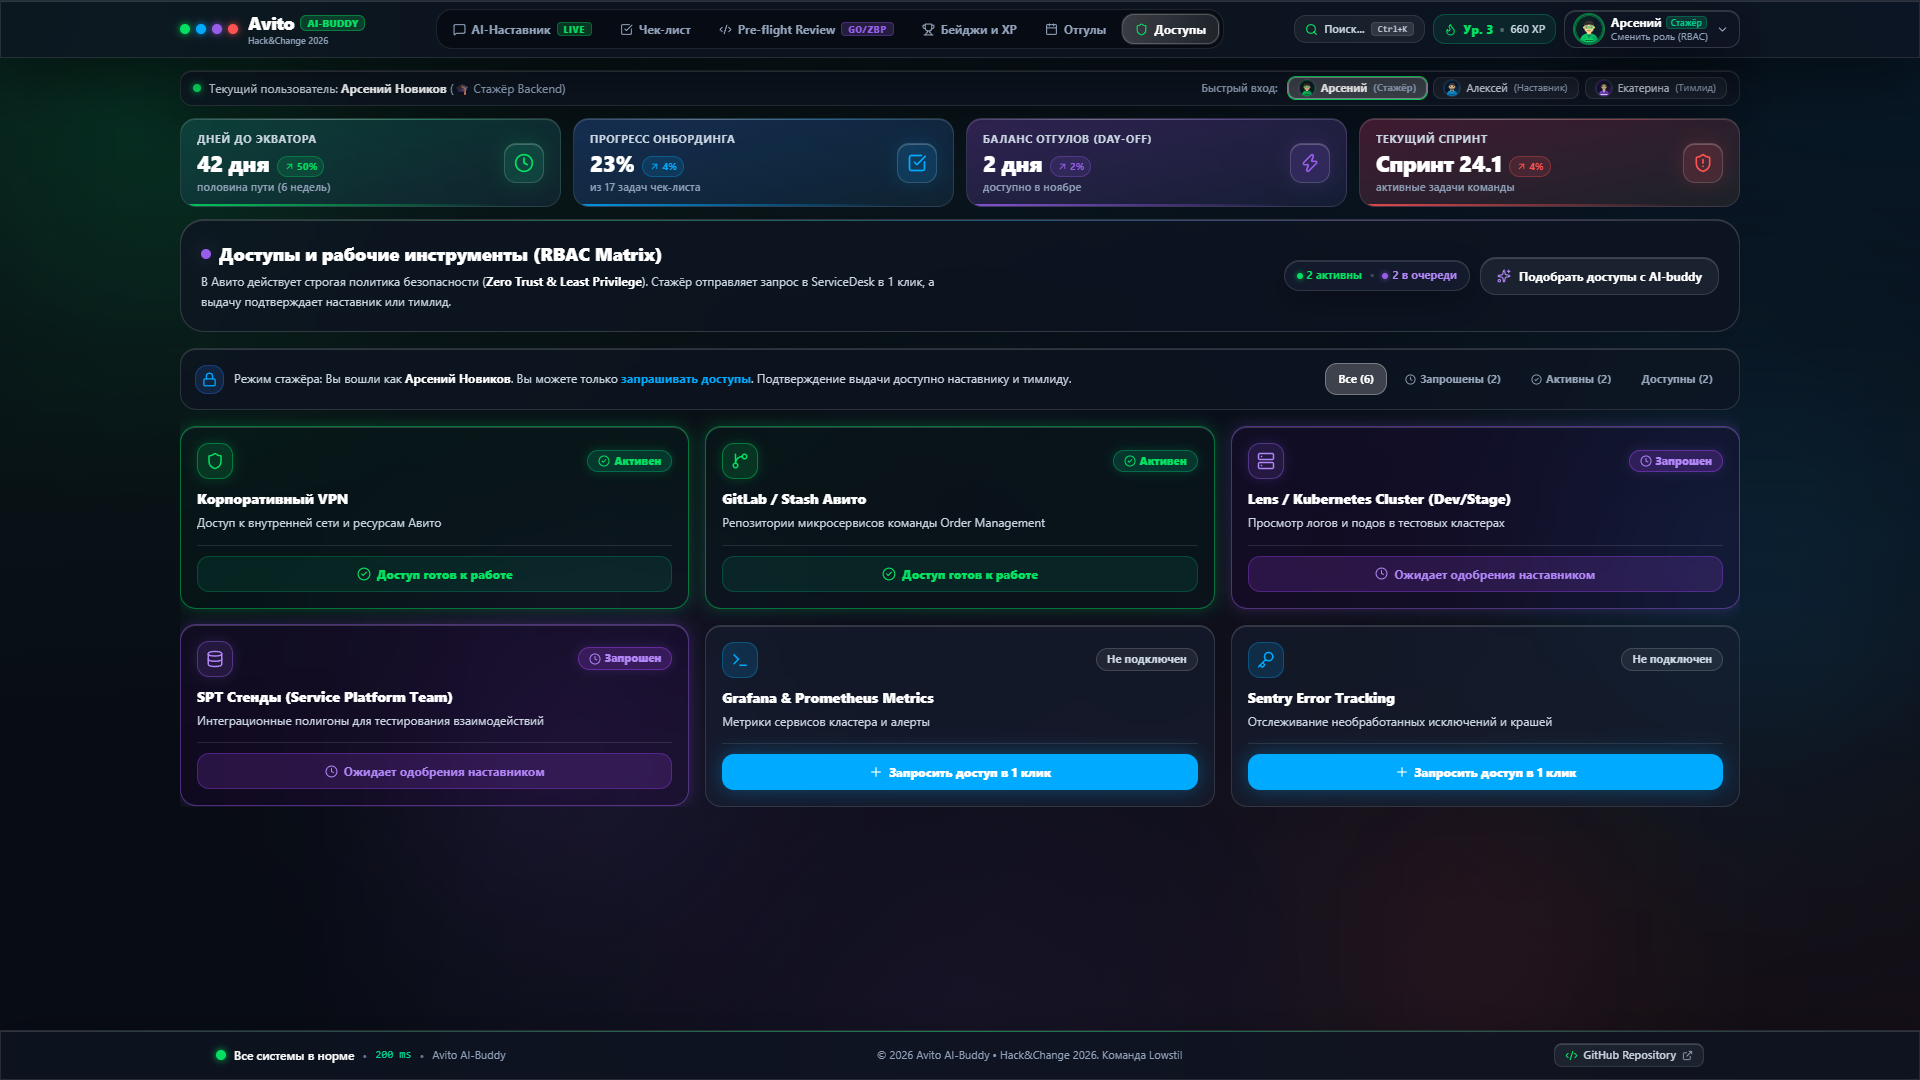 Avito AI-BUDDY
Hack&Change 2026
AI-Наставник LIVE
Чек-лист
Pre-flight Review GO/ZBP
Бейджи и XP
Отгулы
Доступы
Поиск... Ctrl+K
Ур. 3 • 660 XP
Арсений Стажёр
Сменить роль (RBAC)
Текущий пользователь: Арсений Новиков ( Стажёр Backend)
Быстрый вход:
Арсений (Стажёр)
Алексей (Наставник)
Екатерина (Тимлид)
ДНЕЙ ДО ЭКВАТОРА
42 дня 50%
половина пути (6 недель)
ПРОГРЕСС ОНБОРДИНГА
23% 4%
из 17 задач чек-листа
БАЛАНС ОТГУЛОВ (DAY-OFF)
2 дня 2%
доступно в ноябре
ТЕКУЩИЙ СПРИНТ
Спринт 24.1 4%
активные задачи команды
Доступы и рабочие инструменты (RBAC Matrix)
В Авито действует строгая политика безопасности (Zero Trust & Least Privilege). Стажёр отправляет запрос в ServiceDesk в 1 клик, а
выдачу подтверждает наставник или тимлид.
2 активны • 2 в очереди
Подобрать доступы с AI-buddy
Режим стажёра: Вы вошли как Арсений Новиков. Вы можете только запрашивать доступы. Подтверждение выдачи доступно наставнику и тимлиду.
Все (6)
Запрошены (2)
Активны (2)
Доступны (2)
Активен
Корпоративный VPN
Доступ к внутренней сети и ресурсам Авито
Доступ готов к работе
Активен
GitLab / Stash Авито
Репозитории микросервисов команды Order Management
Доступ готов к работе
Запрошен
Lens / Kubernetes Cluster (Dev/Stage)
Просмотр логов и подов в тестовых кластерах
Ожидает одобрения наставником
Запрошен
SPT Стенды (Service Platform Team)
Интеграционные полигоны для тестирования взаимодействий
Ожидает одобрения наставником
Не подключен
Grafana & Prometheus Metrics
Метрики сервисов кластера и алерты
+ Запросить доступ в 1 клик
Не подключен
Sentry Error Tracking
Отслеживание необработанных исключений и крашей
+ Запросить доступ в 1 клик
Все системы в норме • 200 ms • Avito AI-Buddy
© 2026 Avito AI-Buddy • Hack&Change 2026. Команда Lowstil
GitHub Repository